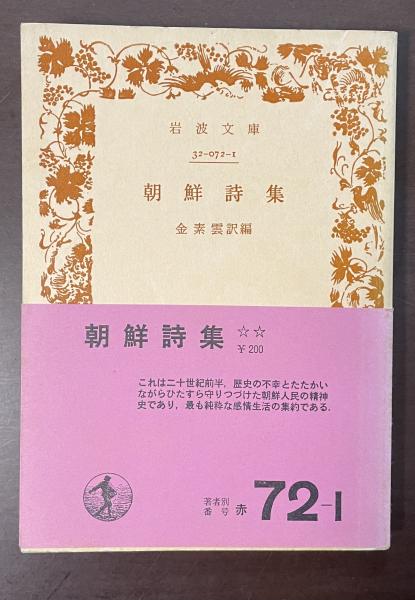 岩波文庫
32-072-1
朝鮮詩集
金素雲訳編
朝鮮詩集 ☆☆
￥200
これは二十世紀前半，歴史の不幸とたたかい
ながらひたすら守りつづけた朝鮮人民の精神
史であり，最も純粋な感情生活の集約である．
著者別
番号 赤 72-1